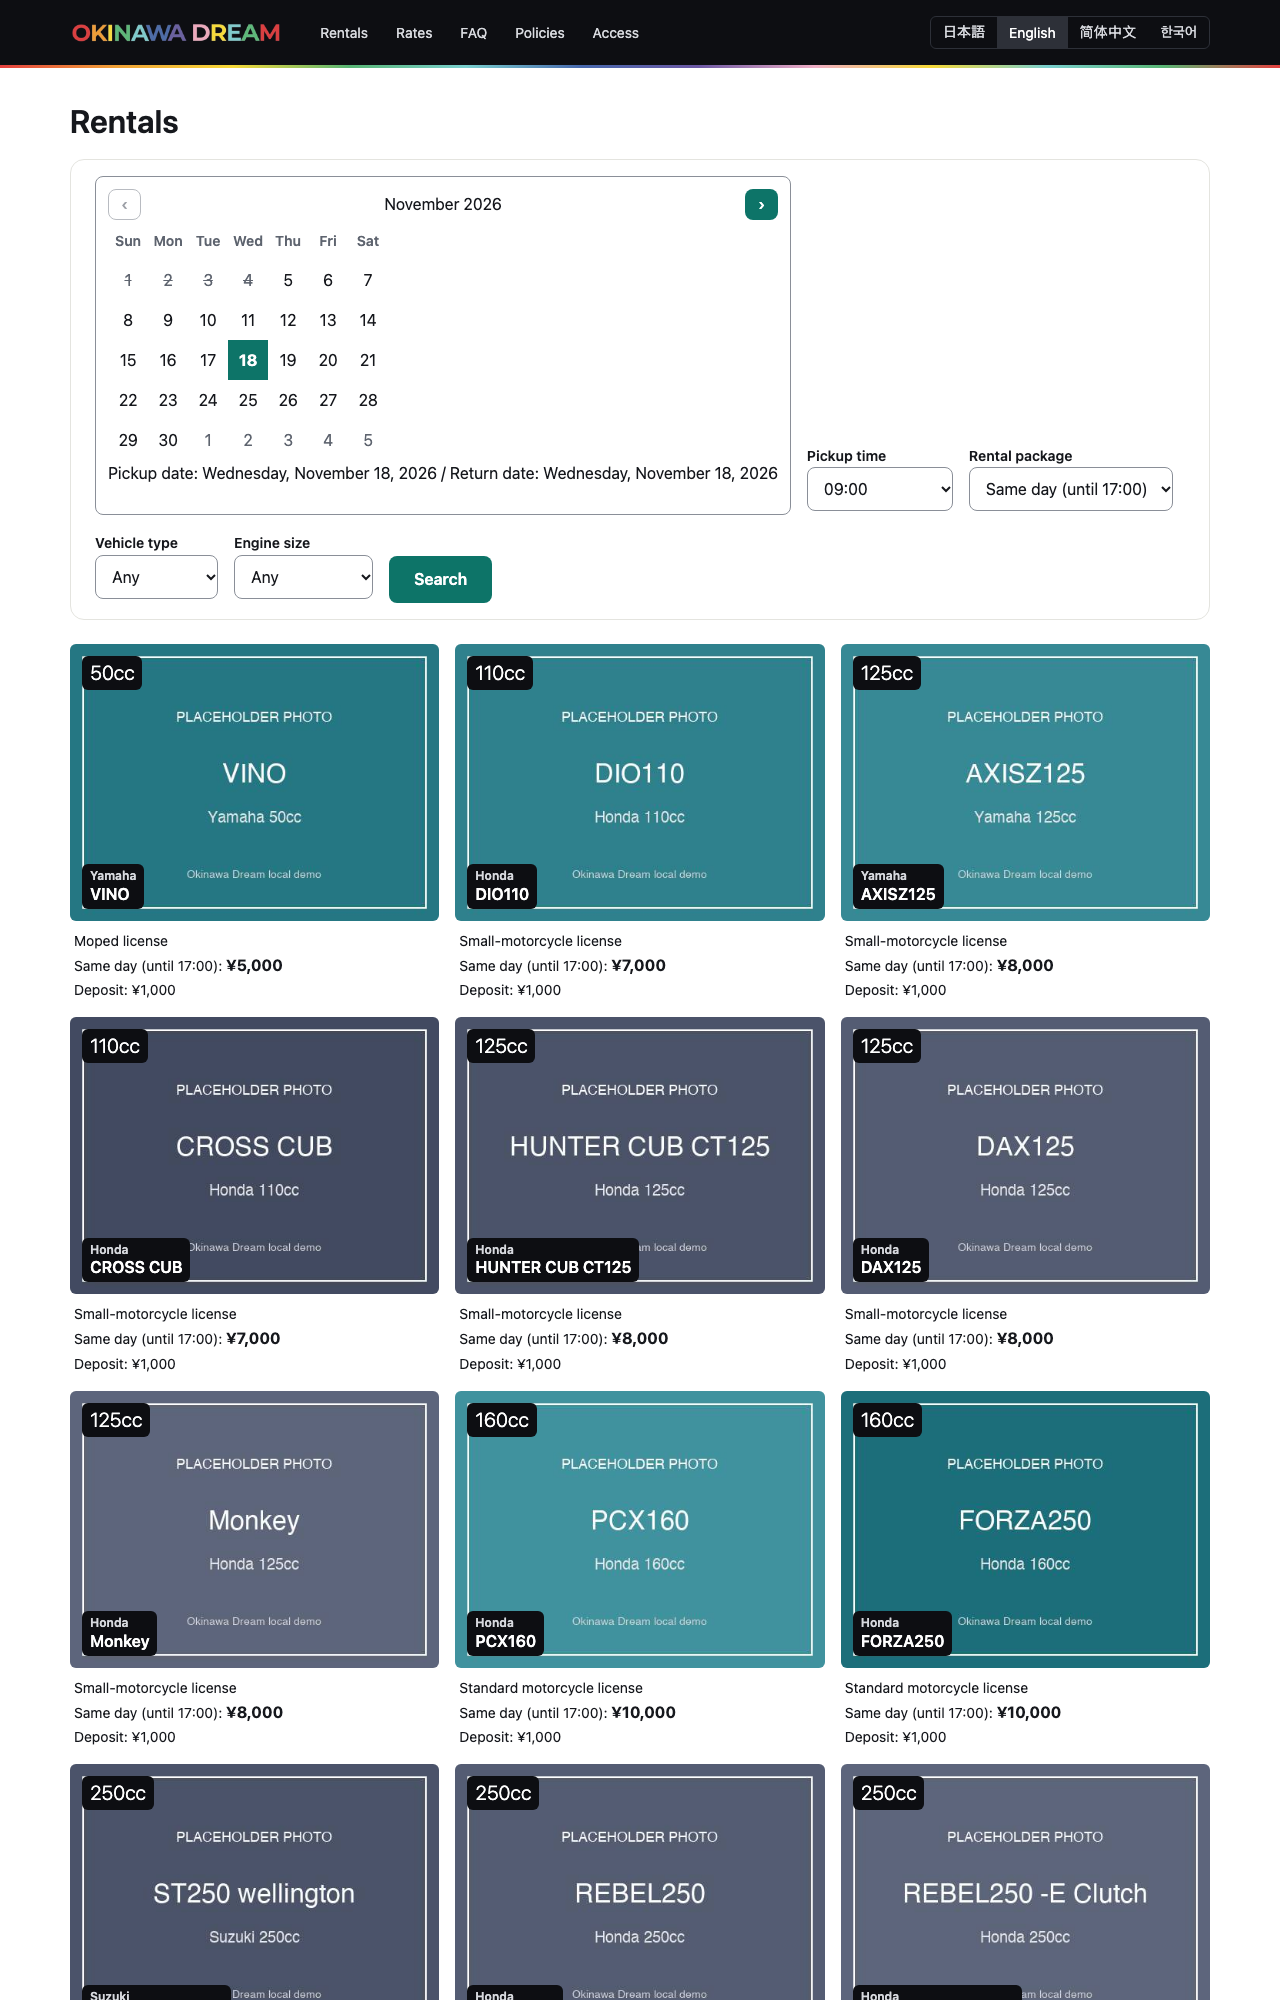 OKINAWA DREAM
Rentals
Rates
FAQ
Policies
Access
日本語
English
简体中文
한국어
Rentals
‹
November 2026
›
Sun Mon Tue Wed Thu Fri Sat
1 2 3 4 5 6 7
8 9 10 11 12 13 14
15 16 17 18 19 20 21
22 23 24 25 26 27 28
29 30 1 2 3 4 5
Pickup date: Wednesday, November 18, 2026 / Return date: Wednesday, November 18, 2026
Pickup time
09:00
Rental package
Same day (until 17:00)
Vehicle type
Any
Engine size
Any
Search
50cc
PLACEHOLDER PHOTO
VINO
Yamaha 50cc
Okinawa Dream local demo
Yamaha
VINO
Moped license
Same day (until 17:00): ¥5,000
Deposit: ¥1,000
110cc
PLACEHOLDER PHOTO
DIO110
Honda 110cc
Okinawa Dream local demo
Honda
DIO110
Small-motorcycle license
Same day (until 17:00): ¥7,000
Deposit: ¥1,000
125cc
PLACEHOLDER PHOTO
AXISZ125
Yamaha 125cc
Okinawa Dream local demo
Yamaha
AXISZ125
Small-motorcycle license
Same day (until 17:00): ¥8,000
Deposit: ¥1,000
110cc
PLACEHOLDER PHOTO
CROSS CUB
Honda 110cc
Okinawa Dream local demo
Honda
CROSS CUB
Small-motorcycle license
Same day (until 17:00): ¥7,000
Deposit: ¥1,000
125cc
PLACEHOLDER PHOTO
HUNTER CUB CT125
Honda 125cc
local demo
Honda
HUNTER CUB CT125
Small-motorcycle license
Same day (until 17:00): ¥8,000
Deposit: ¥1,000
125cc
PLACEHOLDER PHOTO
DAX125
Honda 125cc
Okinawa Dream local demo
Honda
DAX125
Small-motorcycle license
Same day (until 17:00): ¥8,000
Deposit: ¥1,000
125cc
PLACEHOLDER PHOTO
Monkey
Honda 125cc
Okinawa Dream local demo
Honda
Monkey
Small-motorcycle license
Same day (until 17:00): ¥8,000
Deposit: ¥1,000
160cc
PLACEHOLDER PHOTO
PCX160
Honda 160cc
Okinawa Dream local demo
Honda
PCX160
Standard motorcycle license
Same day (until 17:00): ¥10,000
Deposit: ¥1,000
160cc
PLACEHOLDER PHOTO
FORZA250
Honda 160cc
Okinawa Dream local demo
Honda
FORZA250
Standard motorcycle license
Same day (until 17:00): ¥10,000
Deposit: ¥1,000
250cc
PLACEHOLDER PHOTO
ST250 wellington
Suzuki 250cc
Dream local demo
Suzuki
250cc
PLACEHOLDER PHOTO
REBEL250
Honda 250cc
Okinawa Dream local demo
Honda
250cc
PLACEHOLDER PHOTO
REBEL250 -E Clutch
Honda 250cc
local demo
Honda